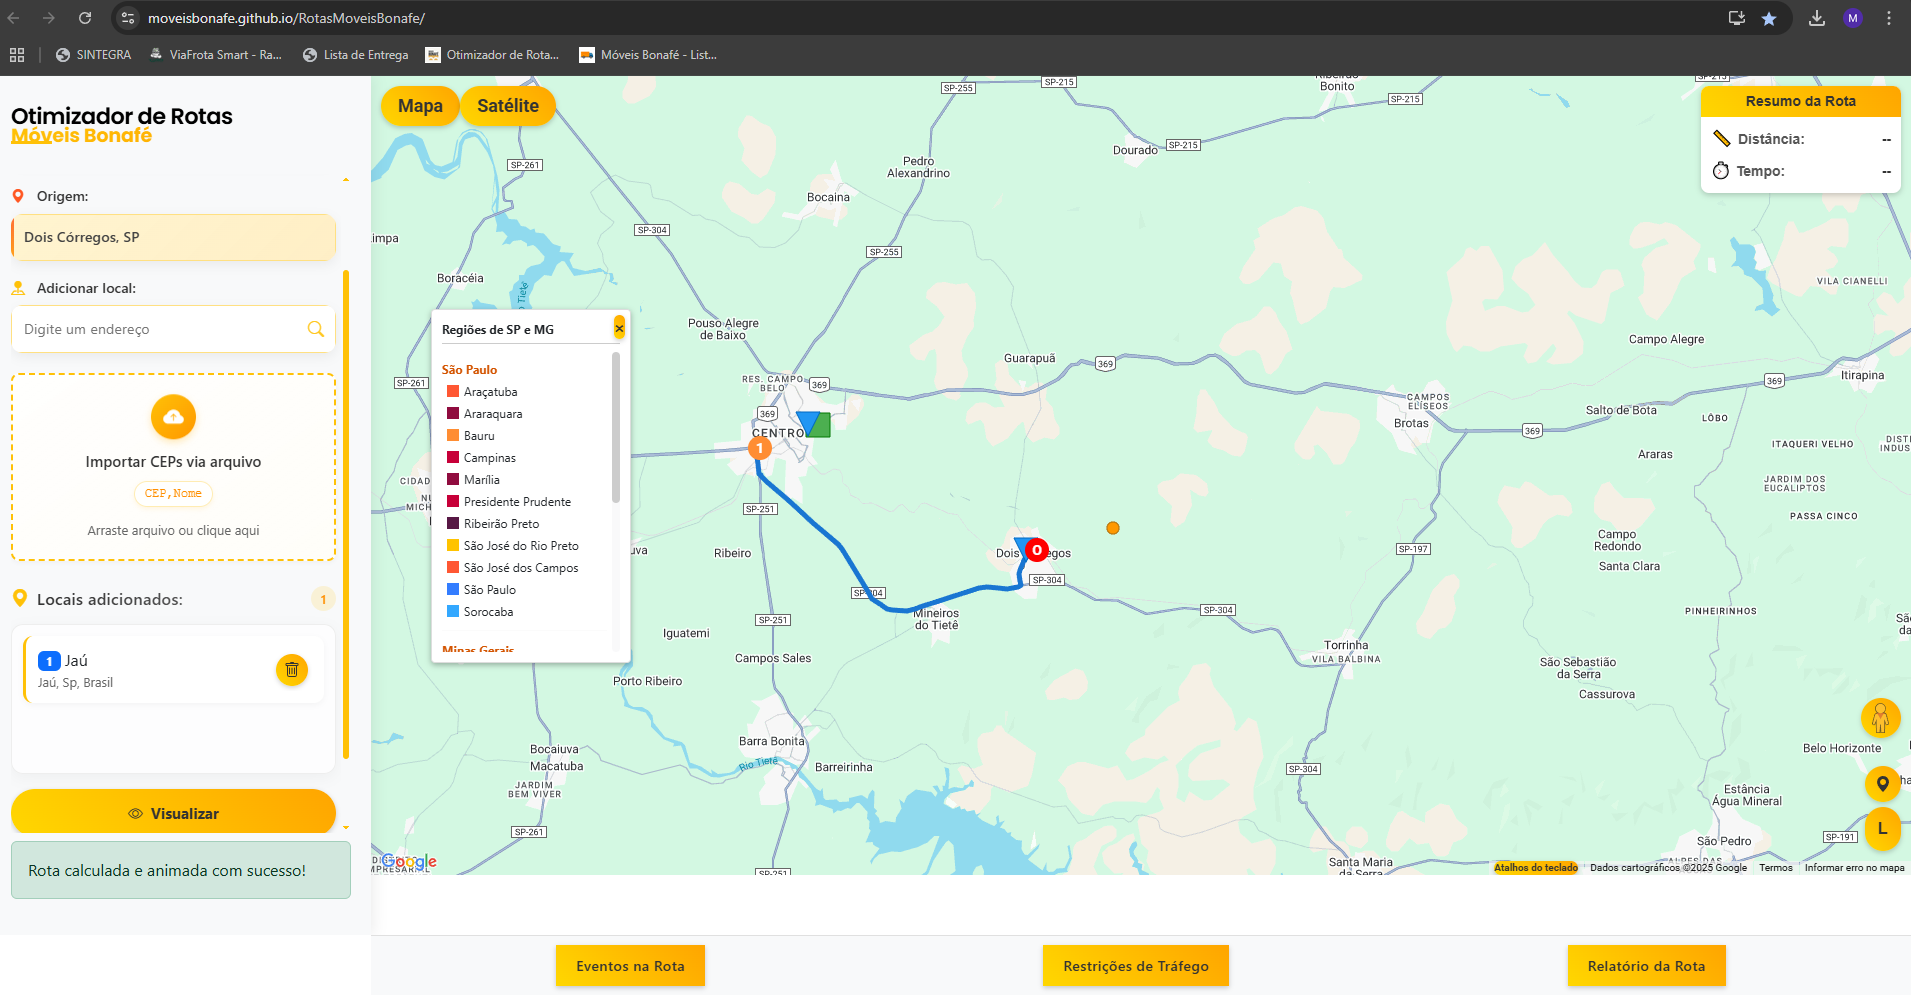 moveisbonafe.github.io/RotasMoveisBonafe/
M
SINTEGRA
ViaFrota Smart - Ra...
Lista de Entrega
Otimizador de Rota...
Móveis Bonafé - List...
Otimizador de Rotas
Móveis Bonafé
Origem:
Dois Córregos, SP
Adicionar local:
Digite um endereço
Importar CEPs via arquivo
CEP,Nome
Arraste arquivo ou clique aqui
Locais adicionados:
1
1 Jaú
Jaú, Sp, Brasil
Visualizar
Rota calculada e animada com sucesso!
Mapa
Satélite
Resumo da Rota
Distância: --
Tempo: --
Regiões de SP e MG
×
São Paulo
Araçatuba
Araraquara
Bauru
Campinas
Marília
Presidente Prudente
Ribeirão Preto
São José do Rio Preto
São José dos Campos
São Paulo
Sorocaba
Minas Gerais
SP-255
SP-255
SP-215
SP-215
Bonito
SP-215
Dourado
SP-215
SP-261
Pedro
Alexandrino
Bocaina
SP-304
SP-255
Boracéia
Tietê
VILA CIANELLI
Pouso Alegre
de Baixo
Campo Alegre
Guarapuã
369
SP-261
RES. CAMPO
BELO
369
369
Itirapina
369
CENTRO
1
CAMPOS
ELÍSEOS
Brotas
Salto de Bota
LÔBO
369
ITAQUERI VELHO
Araras
JARDIM DOS
EUCALIPTOS
SP-251
PASSA CINCO
Ribeiro
0
SP-304
SP-197
Campo
Redondo
Santa Clara
SP-304
Mineiros
do Tietê
SP-304
PINHEIRINHOS
SP-251
Iguatemi
Campos Sales
Torrinha
VILA BALBINA
São Sebastião
da Serra
Cassurova
Porto Ribeiro
Barra Bonita
Rio Tietê
Barreirinha
Bocaiuva
Macatuba
JARDIM
BEM VIVER
SP-304
Belo Horizonte
Estância
Água Mineral
SP-261
L
SP-191
São Pedro
Santa Maria
da Serra
SP-251
Google
Atalhos do teclado
Dados cartográficos ©2025 Google
Termos
Informar erro no mapa
Eventos na Rota
Restrições de Tráfego
Relatório da Rota